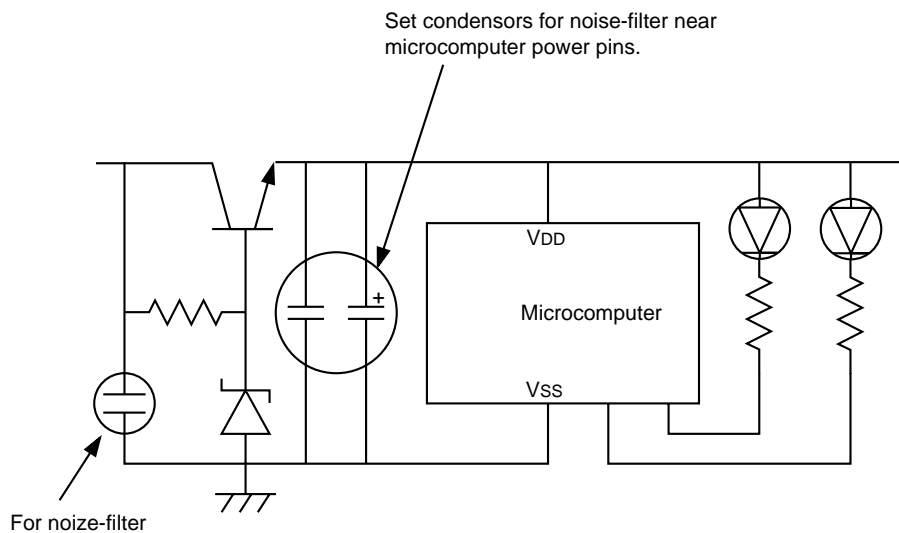 Set condensors for noise-filter near
microcomputer power pins.
VDD
+
Microcomputer
VSS
For noize-filter